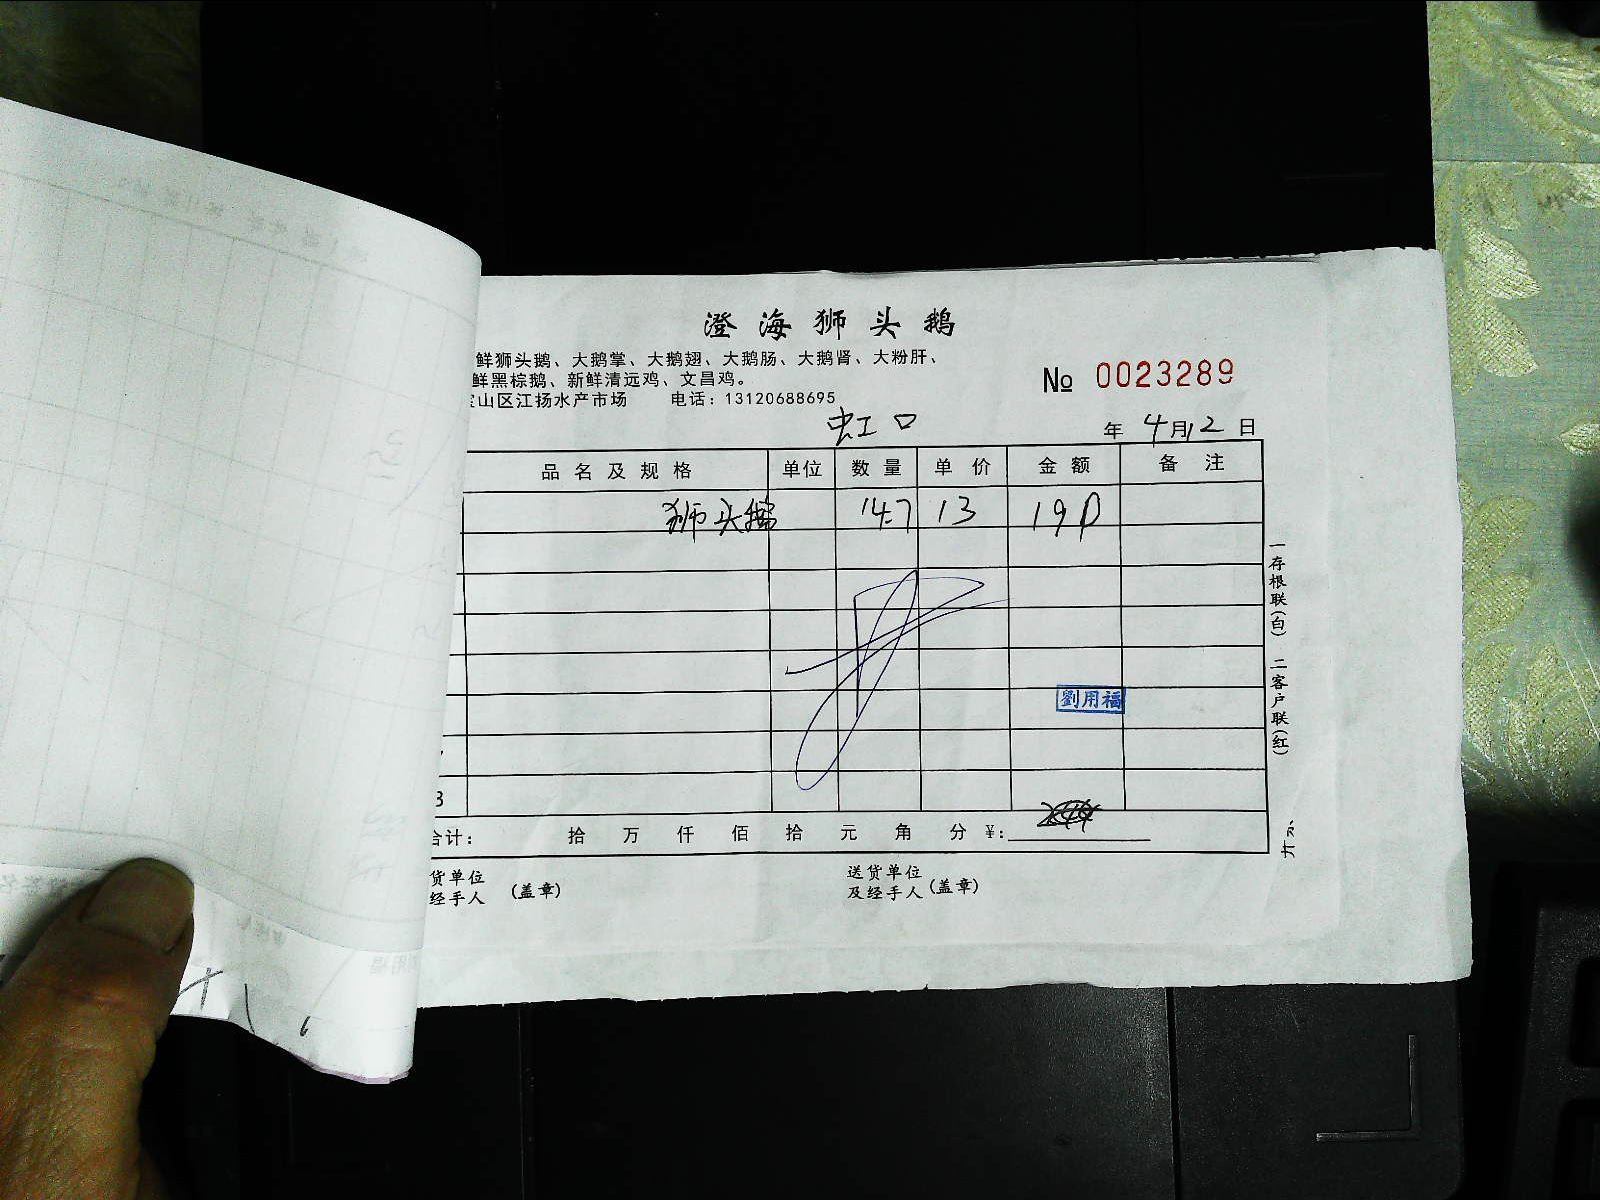 澄海狮头鹅
鲜狮头鹅、大鹅掌、大鹅翅、大鹅肠、大鹅肾、大粉肝、
鲜黑棕鹅、新鲜清远鸡、文昌鸡。
宝山区江扬水产市场 电话：13120688695
No 0023289
虹口
年 4月12日
品名及规格 单位 数量 单价 金额 备注
狮头鹅 14.7 13 190
劉用福
8
合计： 拾 万 仟 佰 拾 元 角 分 ¥:
货单位
经手人 (盖章)
送货单位
及经手人 (盖章)
一存根联(白) 二客户联(红)